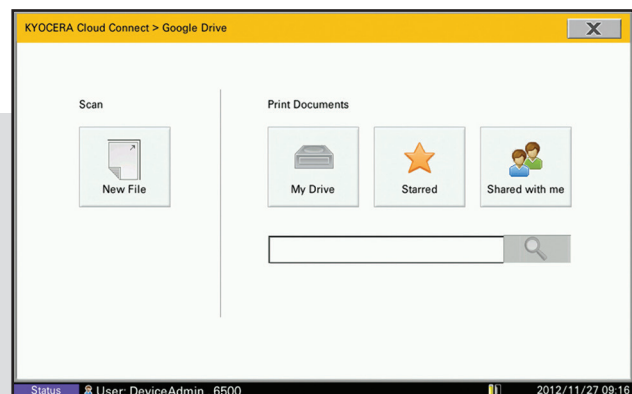 KYOCERA Cloud Connect > Google Drive
X
Scan
Print Documents
New File
My Drive
Starred
Shared with me
Status User: DeviceAdmin 6500 2012/11/27 09:16